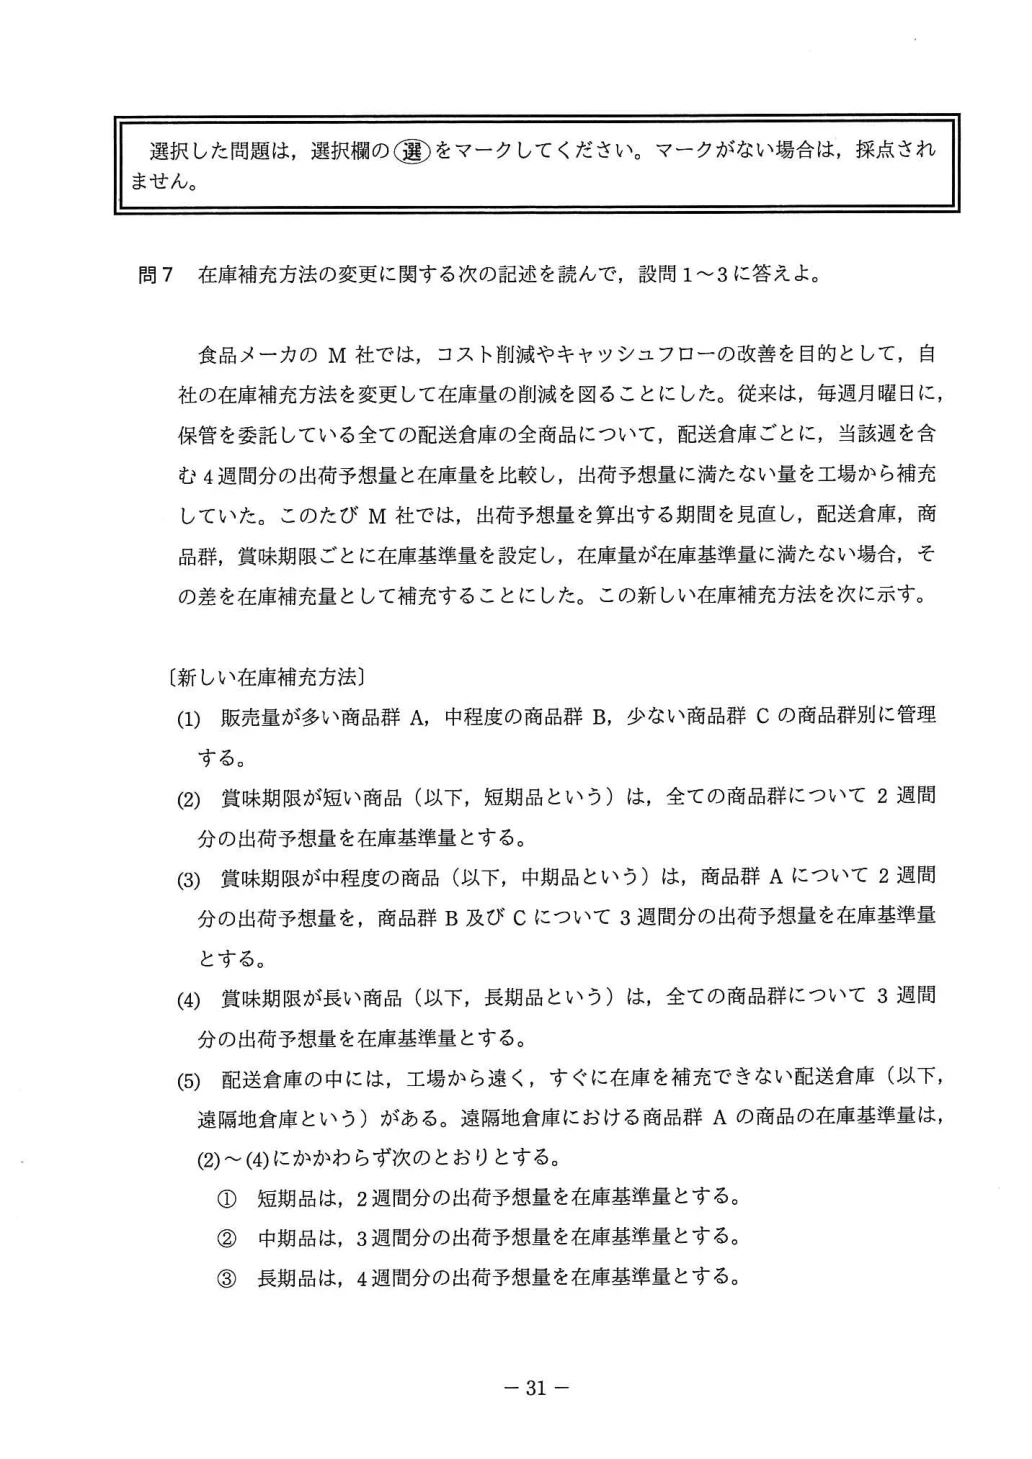 選択した問題は，選択欄の㊟をマークしてください。マークがない場合は，採点され
ません。
問７　在庫補充方法の変更に関する次の記述を読んで，設問１～３に答えよ。
食品メーカの M 社では，コスト削減やキャッシュフローの改善を目的として，自
社の在庫補充方法を変更して在庫量の削減を図ることにした。従来は，毎週月曜日に，
保管を委託している全ての配送倉庫の全商品について，配送倉庫ごとに，当該週を含
む 4 週間分の出荷予想量と在庫量を比較し，出荷予想量に満たない量を工場から補充
していた。このたび M 社では，出荷予想量を算出する期間を見直し，配送倉庫，商
品群，賞味期限ごとに在庫基準量を設定し，在庫量が在庫基準量に満たない場合，そ
の差を在庫補充量として補充することにした。この新しい在庫補充方法を次に示す。
〔新しい在庫補充方法〕
(1)　販売量が多い商品群 A，中程度の商品群 B，少ない商品群 C の商品群別に管理
する。
(2)　賞味期限が短い商品（以下，短期品という）は，全ての商品群について 2 週間
分の出荷予想量を在庫基準量とする。
(3)　賞味期限が中程度の商品（以下，中期品という）は，商品群 A について 2 週間
分の出荷予想量を，商品群 B 及び C について 3 週間分の出荷予想量を在庫基準量
とする。
(4)　賞味期限が長い商品（以下，長期品という）は，全ての商品群について 3 週間
分の出荷予想量を在庫基準量とする。
(5)　配送倉庫の中には，工場から遠く，すぐに在庫を補充できない配送倉庫（以下，
遠隔地倉庫という）がある。遠隔地倉庫における商品群 A の商品の在庫基準量は，
(2)～(4)にかかわらず次のとおりとする。
①　短期品は，2 週間分の出荷予想量を在庫基準量とする。
②　中期品は，3 週間分の出荷予想量を在庫基準量とする。
③　長期品は，4 週間分の出荷予想量を在庫基準量とする。
－ 31 －